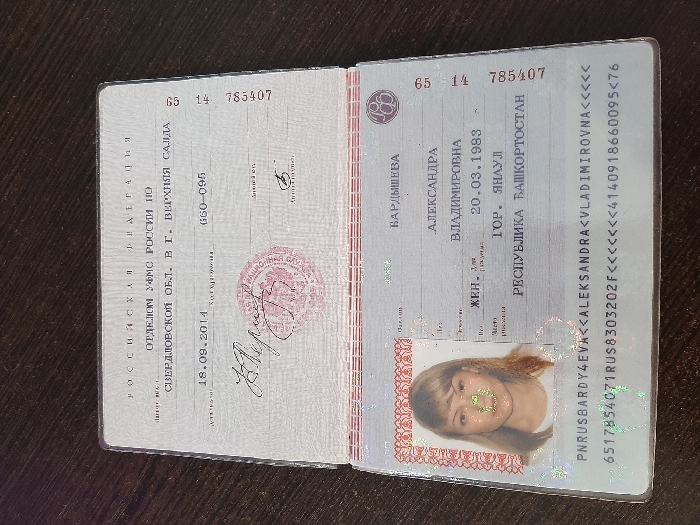 РОССИЙСКАЯ ФЕДЕРАЦИЯ
Паспорт выдан
ОТДЕЛОМ УФМС РОССИИ ПО
СВЕРДЛОВСКОЙ ОБЛ. В Г. ВЕРХНЯЯ САЛДА
Дата выдачи 18.09.2014 Код подразделения 660-095
65 14 785407
Личный код
М.П.
Личная подпись
Фамилия БАРДЫШЕВА
Имя АЛЕКСАНДРА
Отчество ВЛАДИМИРОВНА
Пол ЖЕН. Дата рождения 20.03.1983
Место рождения ГОР. ЯНАУЛ
РЕСПУБЛИКА БАШКОРТОСТАН
65 14 785407
PNRUSBARDY4EVA<<ALEKSANDRA<VLADIMIROVNA<<<<<
6517854071RUS8303202F<<<<<<<4140918660095<76